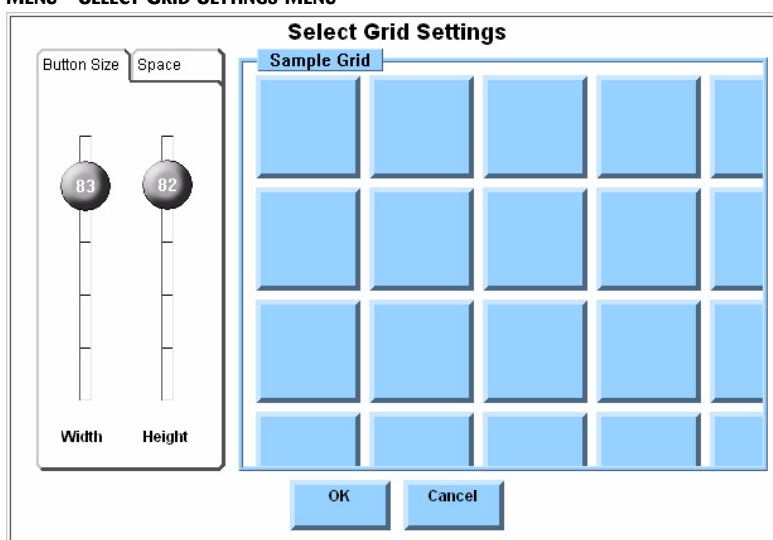 MENU - SELECT GRID SETTINGS MENU
Select Grid Settings
Button Size
Space
Sample Grid
83
82
Width
Height
OK
Cancel